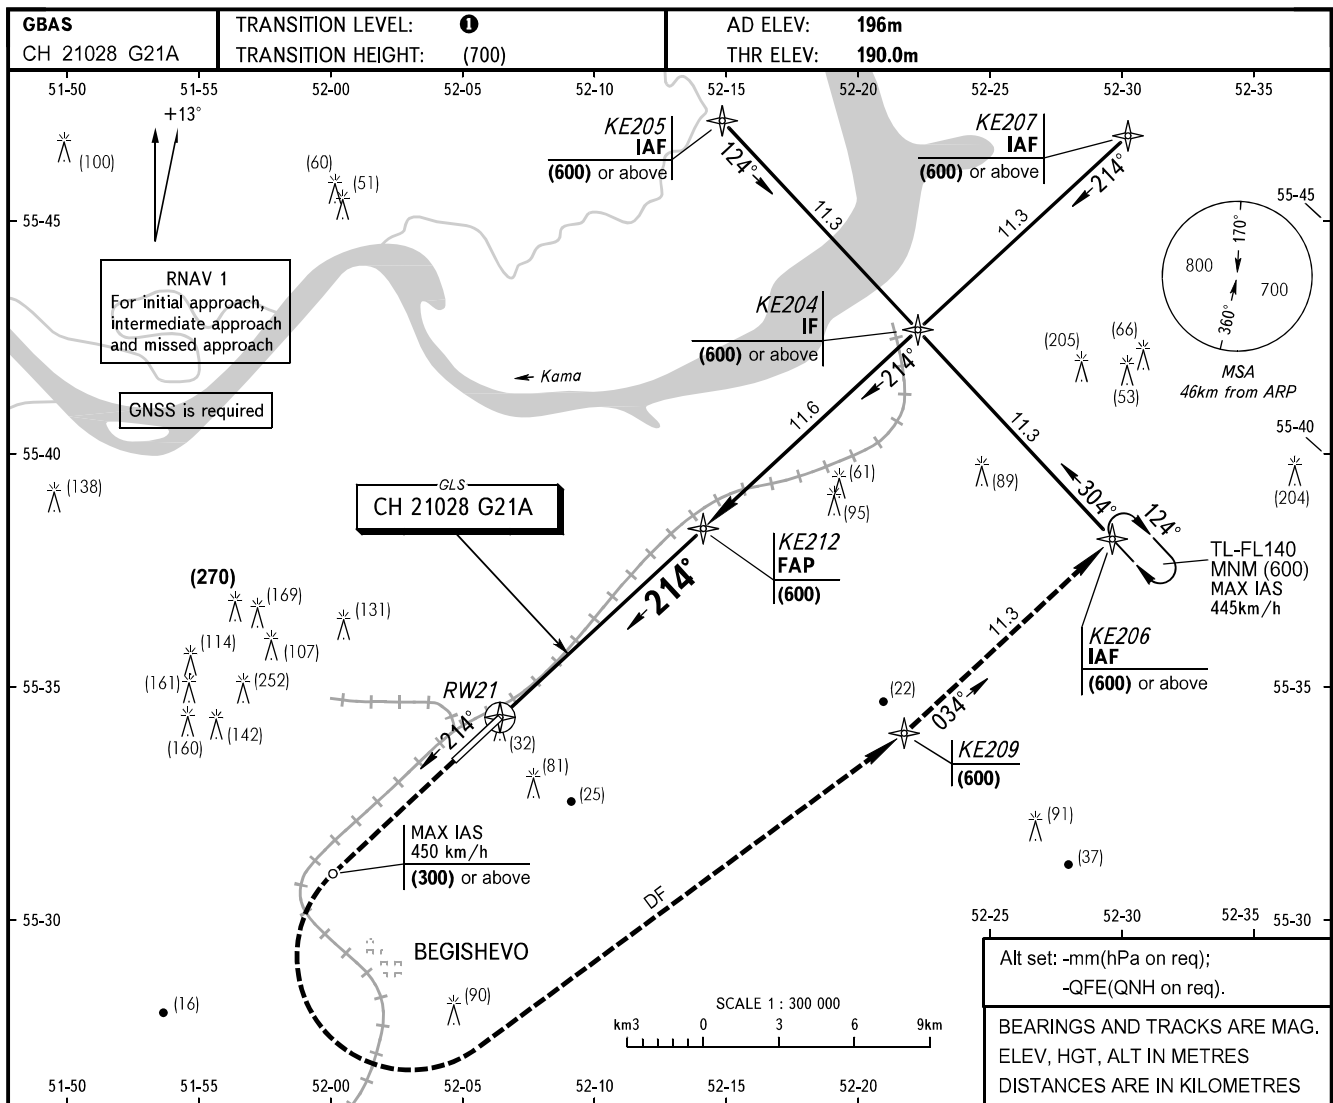 GBAS
CH 21028 G21A
TRANSITION LEVEL: ❶
TRANSITION HEIGHT: (700)
AD ELEV: 196m
THR ELEV: 190.0m
51-50 51-55 52-00 52-05 52-10 52-15 52-20 52-25 52-30 52-35
+13°
(100)
(60)
(51)
KE205
IAF
(600) or above
124°
11.3
KE207
IAF
(600) or above
214°
11.3
55-45
55-45
RNAV 1
For initial approach,
intermediate approach
and missed approach
GNSS is required
170°
800
700
360°
MSA
46km from ARP
KE204
IF
(600) or above
214°
11.6
Kama
(205)
(66)
(53)
11.3
55-40
55-40
(138)
GLS
CH 21028 G21A
(61)
(95)
(89)
(204)
304°
124°
KE212
FAP
(600)
TL-FL140
MNM (600)
MAX IAS
445km/h
214°
(270)
(169)
(131)
(114)
(107)
(161)
(252)
(160)
(142)
11.3
KE206
IAF
(600) or above
55-35
55-35
RW21
214°
(32)
(22)
034°
KE209
(600)
(81)
(25)
MAX IAS
450 km/h
(300) or above
(91)
(37)
DF
55-30
52-25 52-30 52-35 55-30
BEGISHEVO
(16)
(90)
SCALE 1 : 300 000
km3 0 3 6 9km
Alt set: -mm(hPa on req);
-QFE(QNH on req).
BEARINGS AND TRACKS ARE MAG.
ELEV, HGT, ALT IN METRES
DISTANCES ARE IN KILOMETRES
51-50 51-55 52-00 52-05 52-10 52-15 52-20